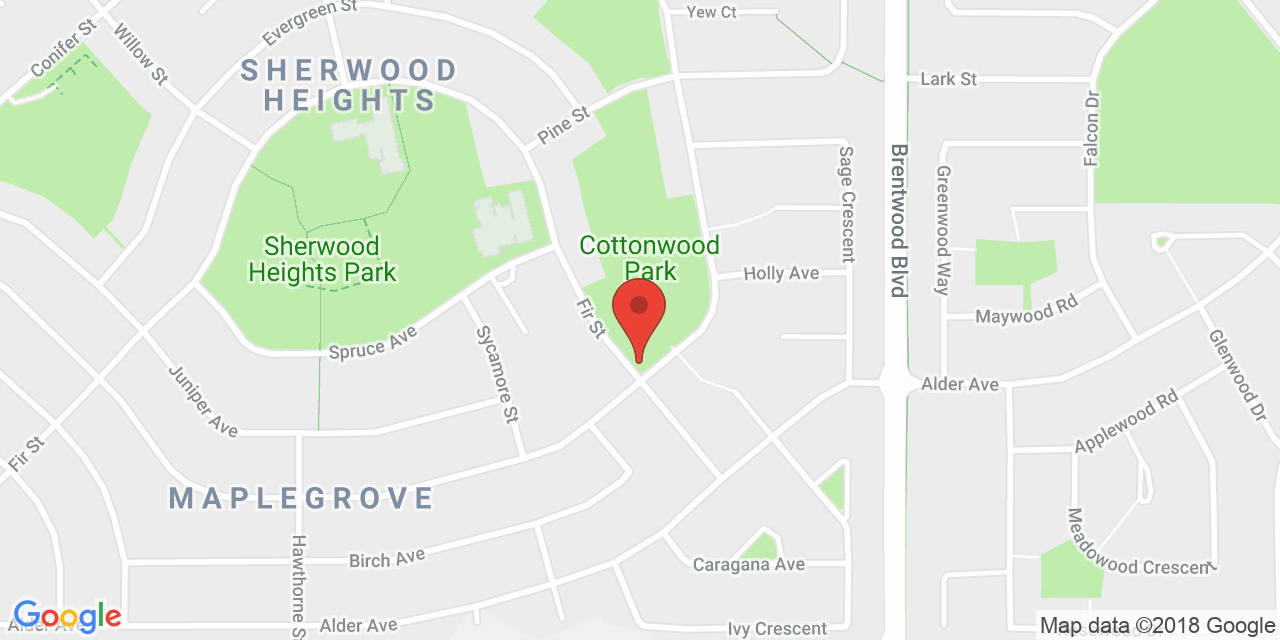 Yew Ct
Evergreen St
Conifer St
Willow St
SHERWOOD
HEIGHTS
Lark St
Pine St
Falcon Dr
Sage Crescent
Brentwood Blvd
Greenwood Way
Sherwood
Heights Park
Cottonwood
Park
Holly Ave
Maywood Rd
Fir St
Spruce Ave
Sycamore St
Glenwood Dr
Alder Ave
Juniper Ave
Applewood Rd
Fir St
MAPLEGROVE
Hawthorne S
Birch Ave
Meadowood Crescent
Caragana Ave
Google
Alder Ave
Alder Ave
Ivy Crescent
Map data ©2018 Google